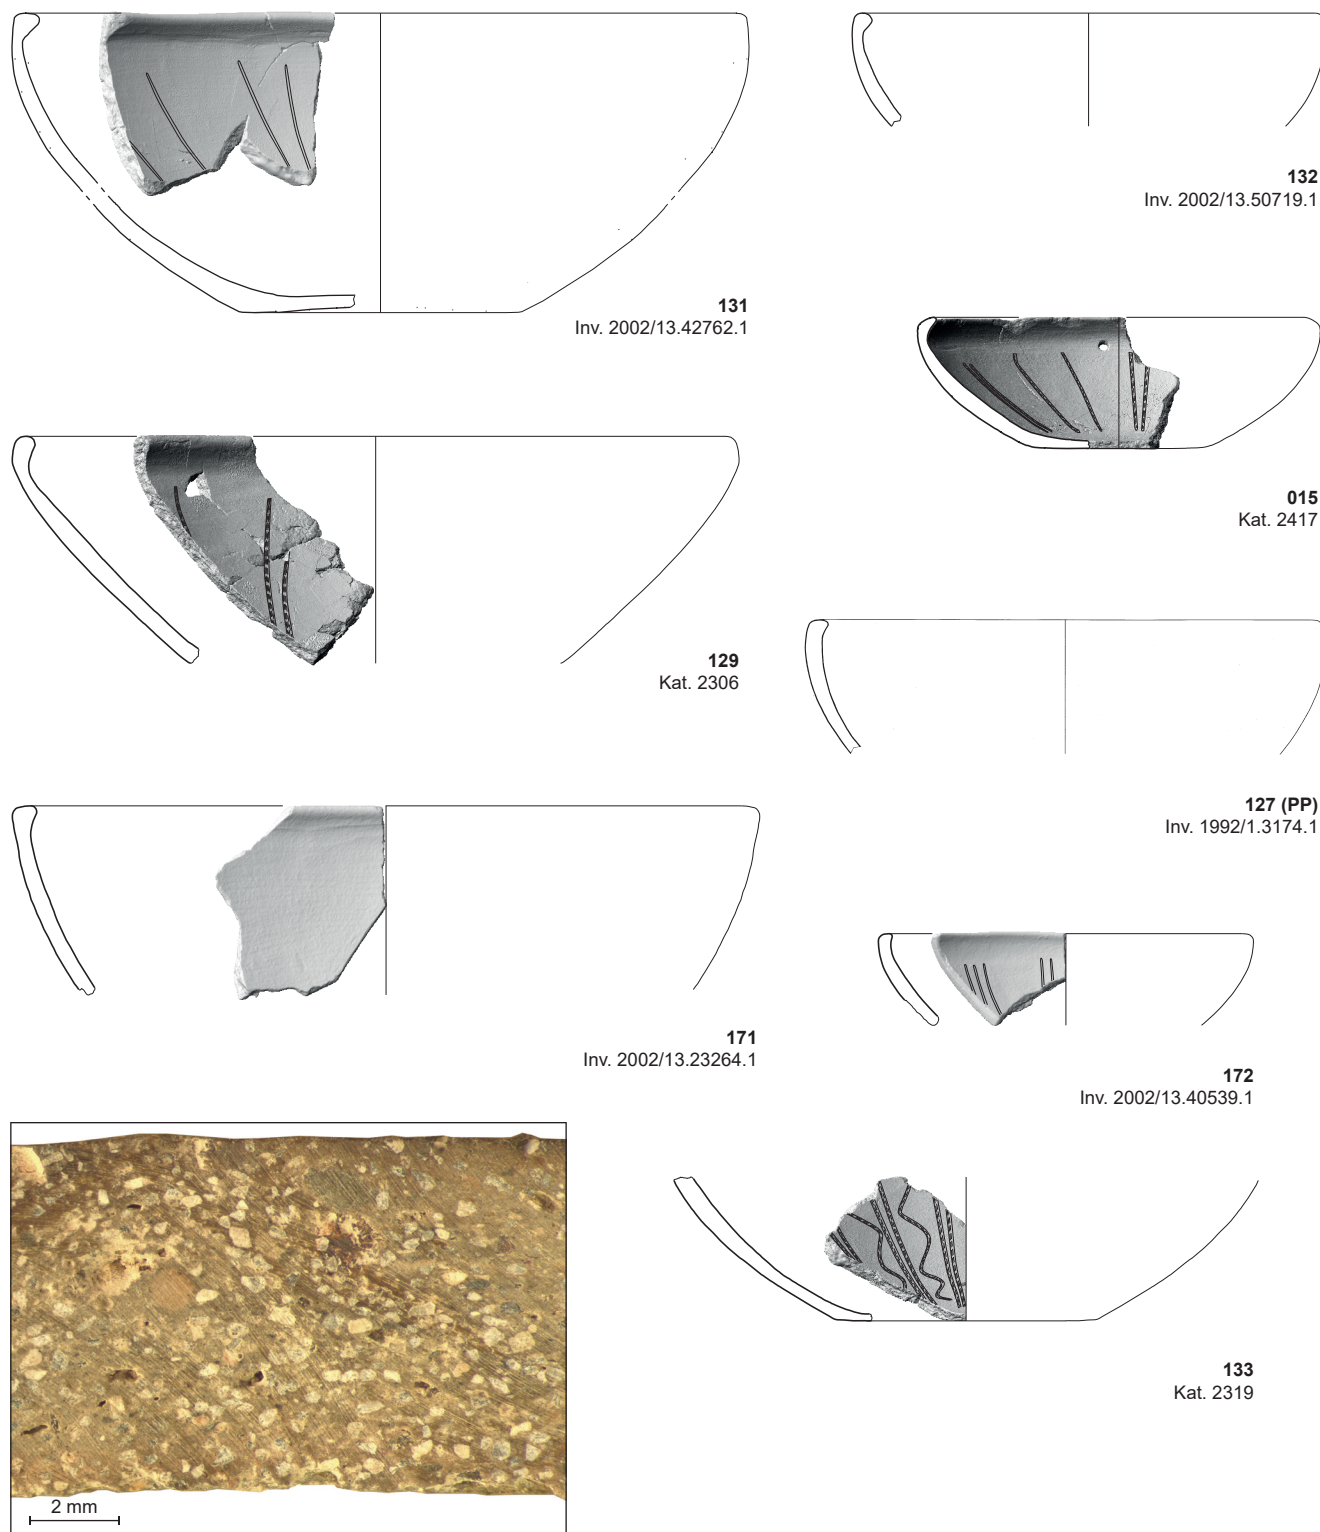 131
Inv. 2002/13.42762.1
132
Inv. 2002/13.50719.1
015
Kat. 2417
129
Kat. 2306
127 (PP)
Inv. 1992/1.3174.1
171
Inv. 2002/13.23264.1
172
Inv. 2002/13.40539.1
133
Kat. 2319
2 mm